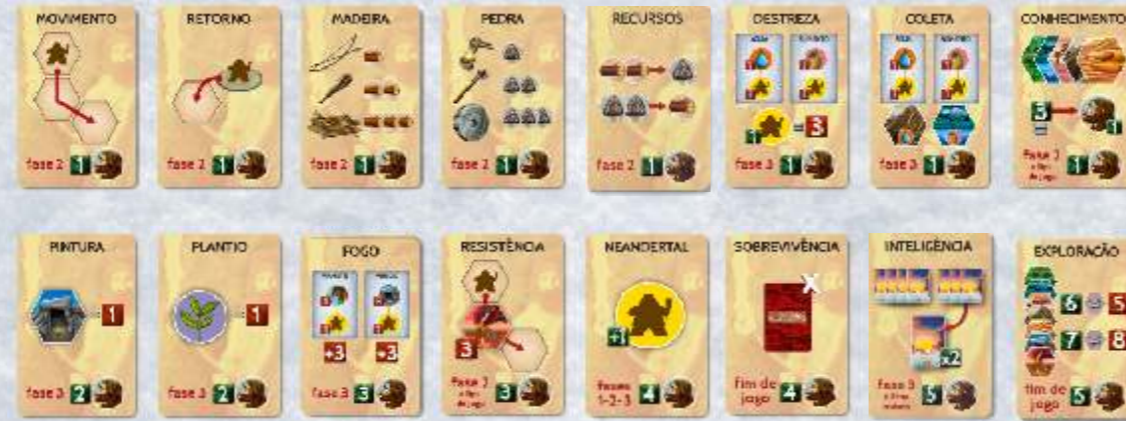 MOVIMENTO
fase 2 1
RETORNO
fase 2 1
MADEIRA
fase 2 1
PEDRA
fase 2 1
RECURSOS
fase 2 1
DESTREZA
1 = 3
fase 3 1
COLETA
fase 3 1
CONHECIMENTO
3
=
1
1
PINTURA
1
fase 3 2
PLANTIO
1
fase 3 2
FOGO
+3 +3
fase 3 3
RESISTÊNCIA
3
3
NEANDERTAL
+1
fases
1-2-3 4
SOBREVIVÊNCIA
X
fim de
jogo 4
INTELIGÊNCIA
x2
fase 3
5
EXPLORAÇÃO
6 = 5
7 = 8
fim de
jogo 5